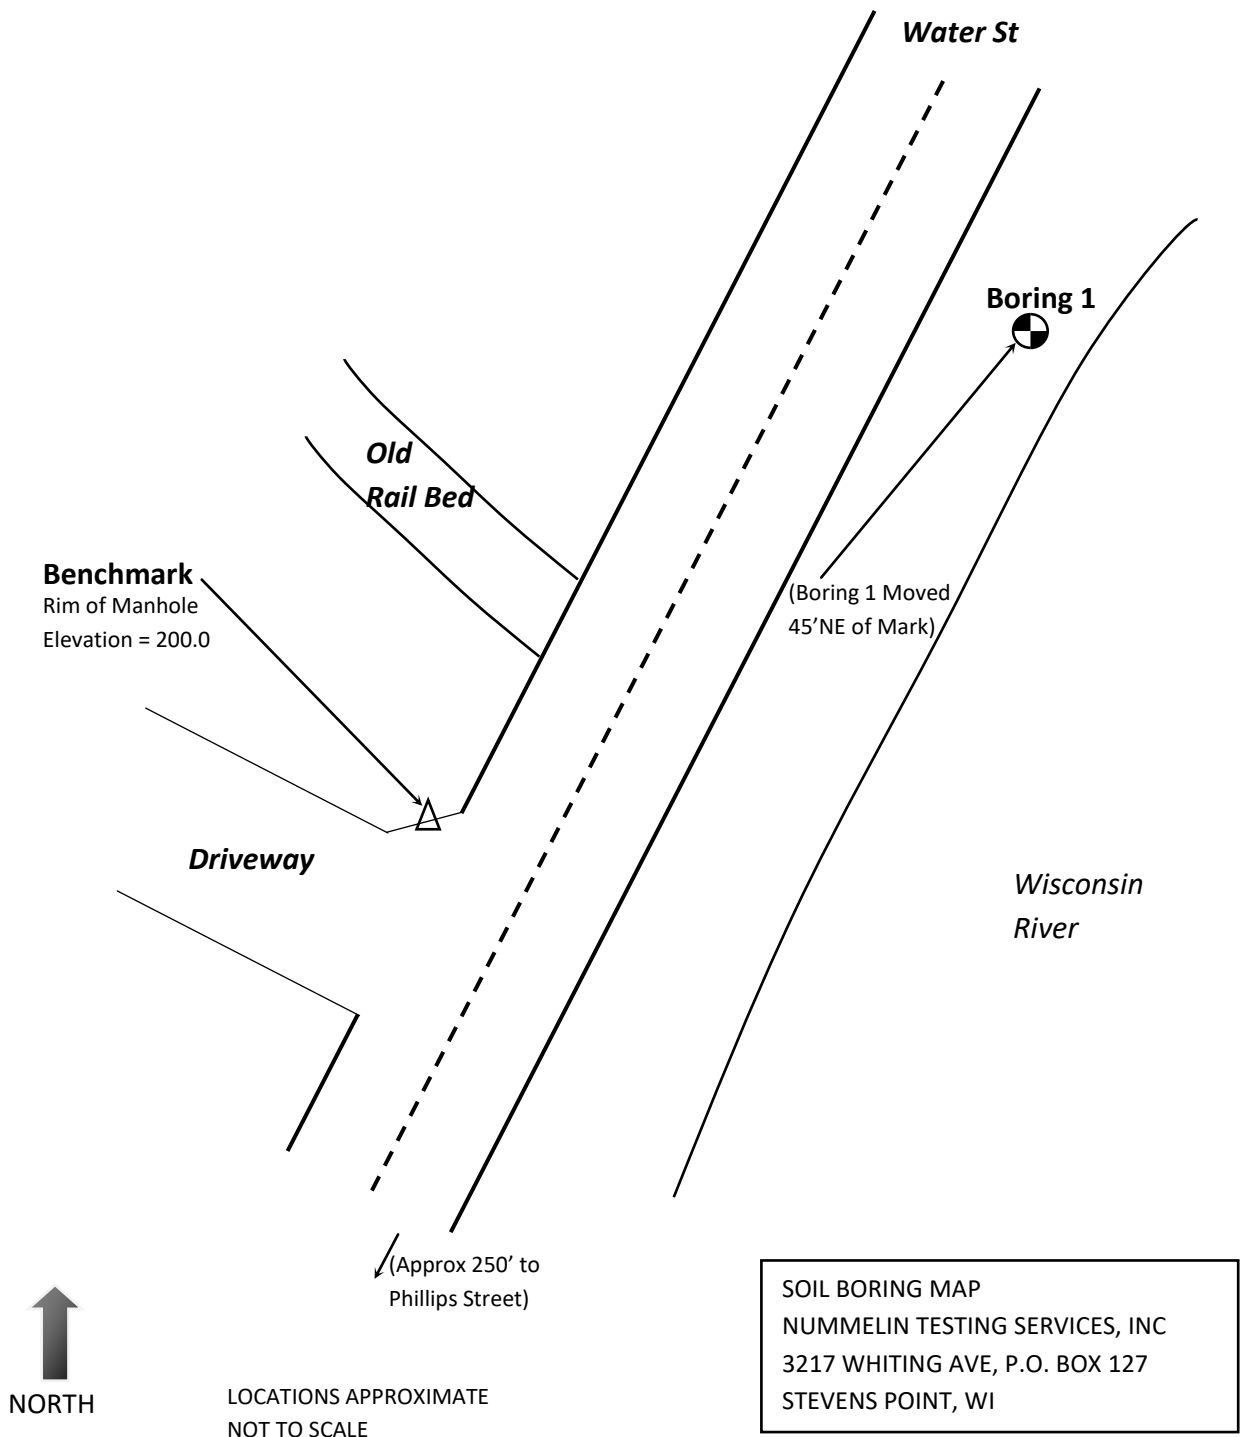 Water St
Boring 1
Old
Rail Bed
Benchmark
Rim of Manhole
Elevation = 200.0
(Boring 1 Moved
45’NE of Mark)
Driveway
Wisconsin
River
(Approx 250’ to
Phillips Street)
NORTH
LOCATIONS APPROXIMATE
NOT TO SCALE
SOIL BORING MAP
NUMMELIN TESTING SERVICES, INC
3217 WHITING AVE, P.O. BOX 127
STEVENS POINT, WI